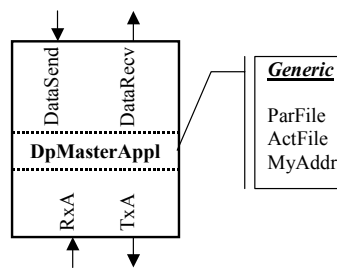 DataSend
DataRecv
DpMasterAppl
RxA
TxA
Generic
ParFile
ActFile
MyAddr